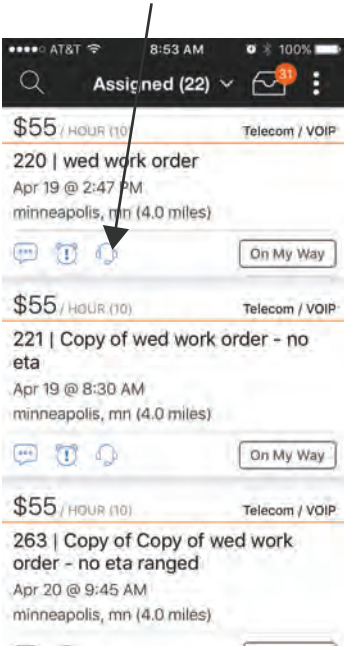 AT&T 8:53 AM 100%
Assigned (22) 31
$55 / HOUR (10) Telecom / VOIP
220 | wed work order
Apr 19 @ 2:47 PM
minneapolis, mn (4.0 miles)
On My Way
$55 / HOUR (10) Telecom / VOIP
221 | Copy of wed work order - no
eta
Apr 19 @ 8:30 AM
minneapolis, mn (4.0 miles)
On My Way
$55 / HOUR (10) Telecom / VOIP
263 | Copy of Copy of wed work
order - no eta ranged
Apr 20 @ 9:45 AM
minneapolis, mn (4.0 miles)